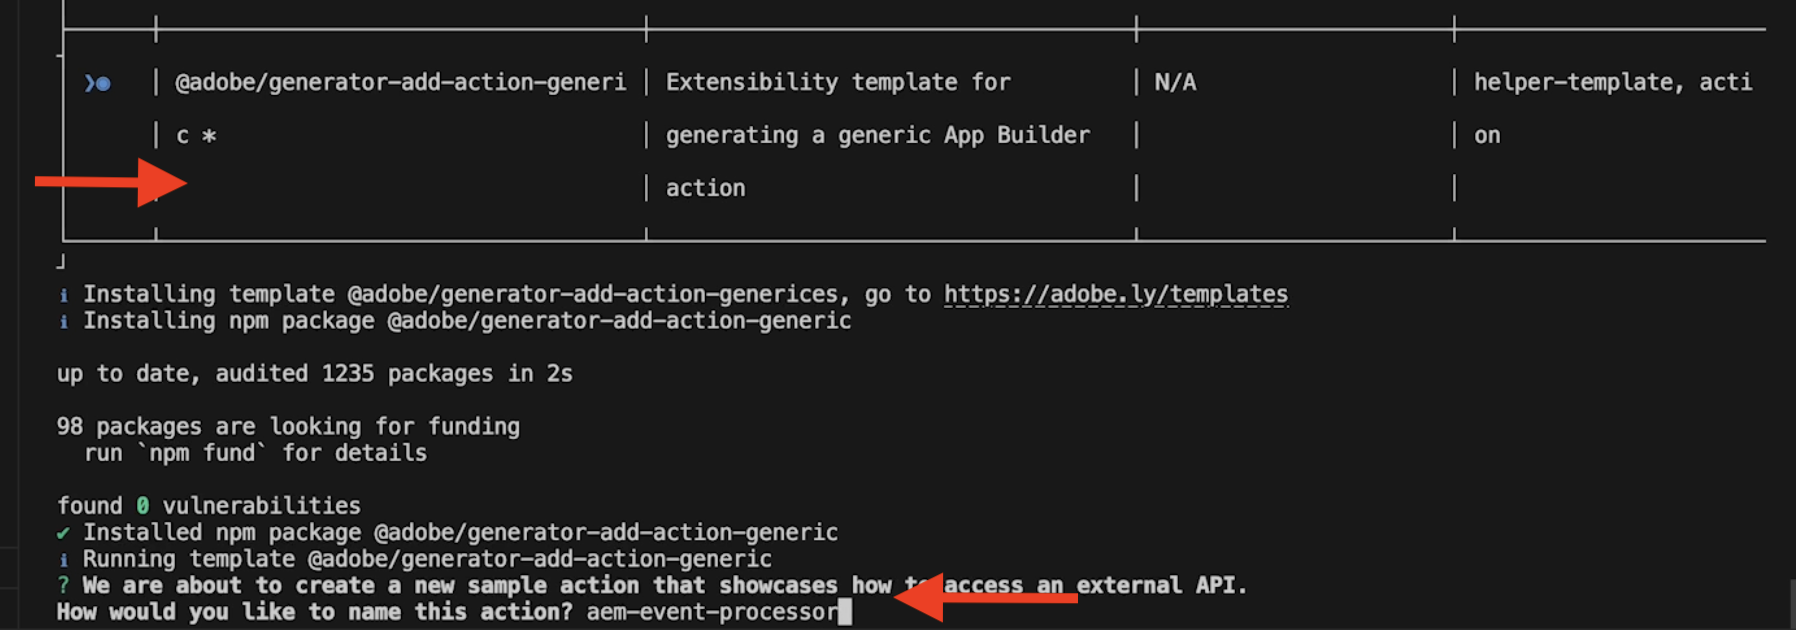 @adobe/generator-add-action-generi | Extensibility template for | N/A | helper-template, acti
c * | generating a generic App Builder | | on
| action | |
i Installing template @adobe/generator-add-action-generices, go to https://adobe.ly/templates
i Installing npm package @adobe/generator-add-action-generic
up to date, audited 1235 packages in 2s
98 packages are looking for funding
run `npm fund` for details
found 0 vulnerabilities
✔ Installed npm package @adobe/generator-add-action-generic
i Running template @adobe/generator-add-action-generic
? We are about to create a new sample action that showcases how to access an external API.
How would you like to name this action? aem-event-processor